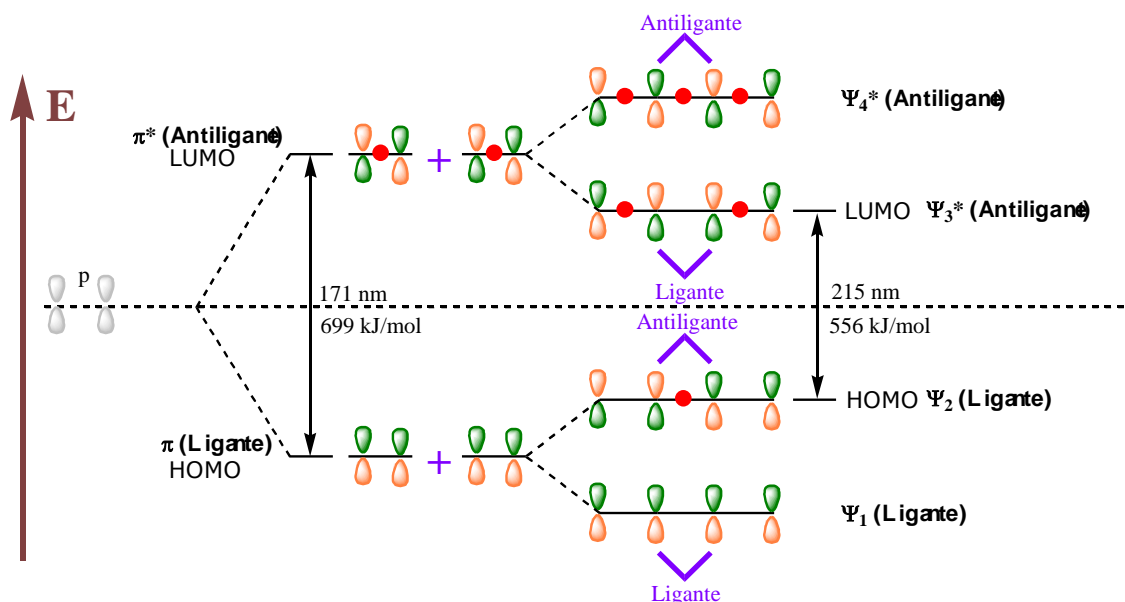 Antiligante
E
Ψ4* (Antiligante)
π* (Antiligante)
LUMO
+
LUMO Ψ3* (Antiligante)
p
Ligante
171 nm
215 nm
699 kJ/mol
Antiligante
556 kJ/mol
HOMO Ψ2 (Ligante)
π (Ligante)
HOMO
+
Ψ1 (Ligante)
Ligante